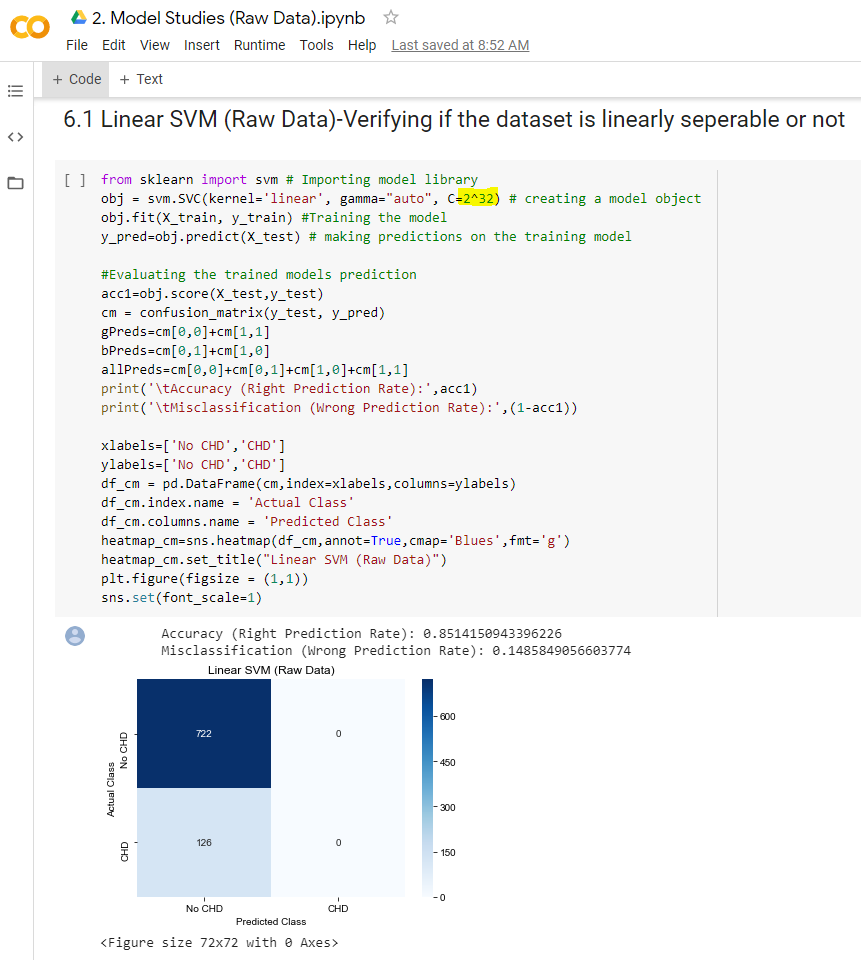 2. Model Studies (Raw Data).ipynb
File Edit View Insert Runtime Tools Help Last saved at 8:52 AM
+ Code + Text
6.1 Linear SVM (Raw Data)-Verifying if the dataset is linearly seperable or not
[ ] from sklearn import svm # Importing model library
obj = svm.SVC(kernel='linear', gamma="auto", C=2^32) # creating a model object
obj.fit(X_train, y_train) #Training the model
y_pred=obj.predict(X_test) # making predictions on the training model
#Evaluating the trained models prediction
acc1=obj.score(X_test,y_test)
cm = confusion_matrix(y_test, y_pred)
gPreds=cm[0,0]+cm[1,1]
bPreds=cm[0,1]+cm[1,0]
allPreds=cm[0,0]+cm[0,1]+cm[1,0]+cm[1,1]
print('\tAccuracy (Right Prediction Rate):',acc1)
print('\tMisclassification (Wrong Prediction Rate):',(1-acc1))
xlabels=['No CHD','CHD']
ylabels=['No CHD','CHD']
df_cm = pd.DataFrame(cm,index=xlabels,columns=ylabels)
df_cm.index.name = 'Actual Class'
df_cm.columns.name = 'Predicted Class'
heatmap_cm=sns.heatmap(df_cm,annot=True,cmap='Blues',fmt='g')
heatmap_cm.set_title("Linear SVM (Raw Data)")
plt.figure(figsize = (1,1))
sns.set(font_scale=1)
Accuracy (Right Prediction Rate): 0.8514150943396226
Misclassification (Wrong Prediction Rate): 0.1485849056603774
Linear SVM (Raw Data)
Actual Class
No CHD
722 0
CHD
126 0
600
450
300
150
0
No CHD CHD
Predicted Class
<Figure size 72x72 with 0 Axes>